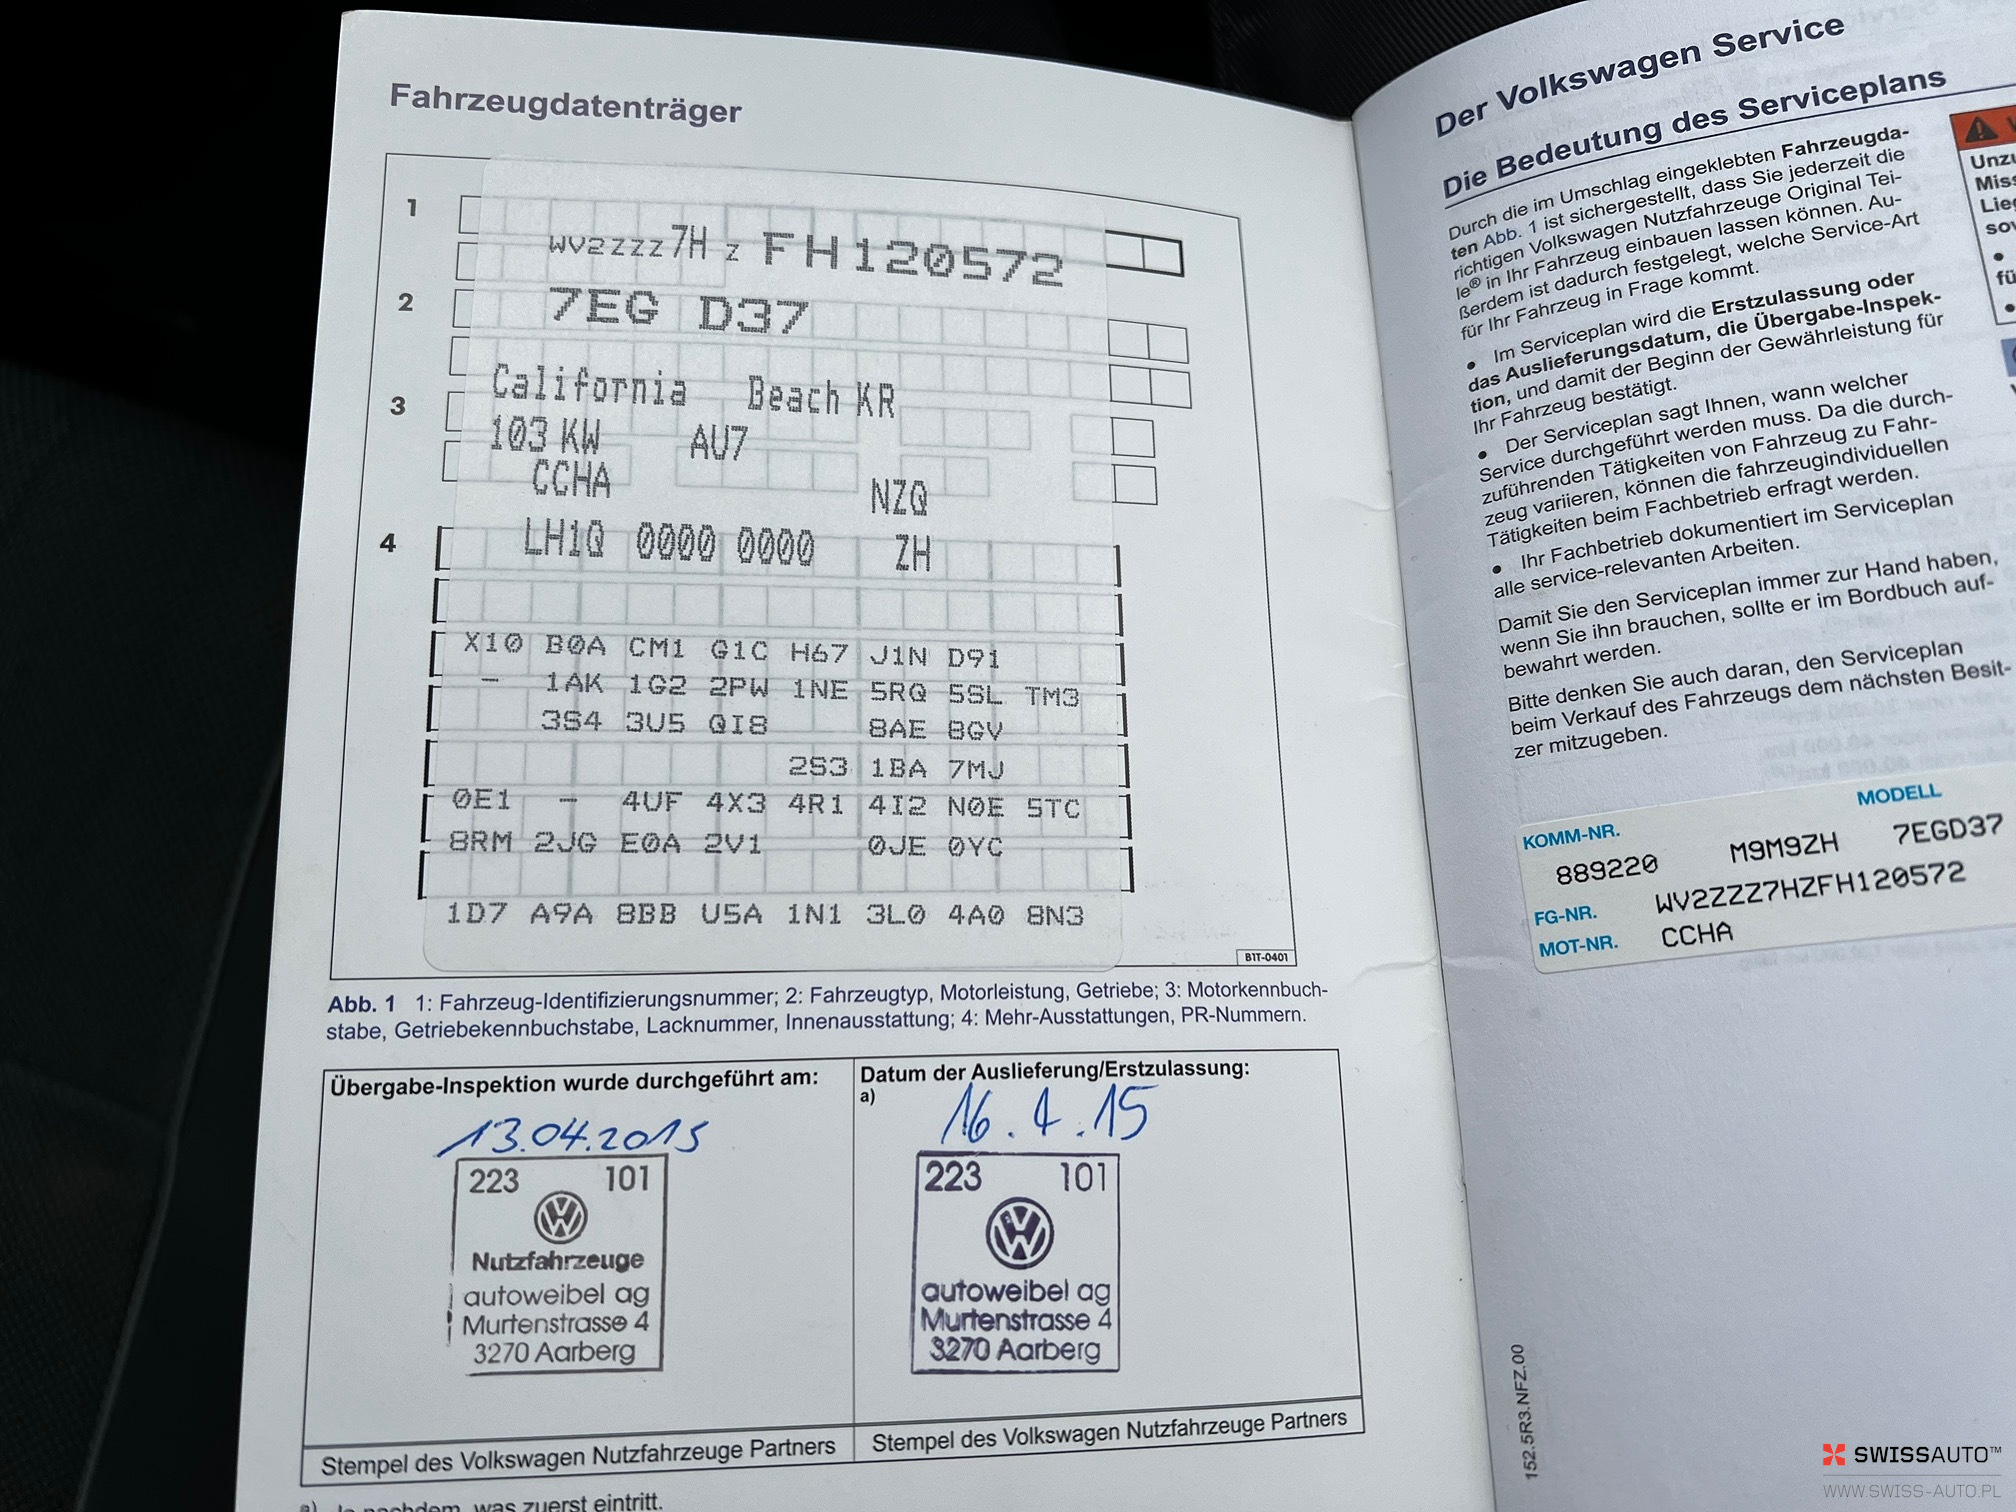 Fahrzeugdatenträger
1
WV2ZZZ7H Z FH120572
2
7EG D37
California Beach KR
3
103 KW AU7
CCHA NZQ
4
LH1Q 0000 0000 ZH
X10 B0A CM1 G1C H67 J1N D91
- 1AK 1G2 2PW 1NE 5RQ 5SL TM3
3S4 3U5 QI8 8AE 8GV
2S3 1BA 7MJ
0E1 - 4UF 4X3 4R1 4I2 N0E 5TC
8RM 2JG E0A 2V1 0JE 0YC
1D7 A9A 8BB U5A 1N1 3L0 4A0 8N3
B1T-0401
Abb. 1 1: Fahrzeug-Identifizierungsnummer; 2: Fahrzeugtyp, Motorleistung, Getriebe; 3: Motorkennbuch-
stabe, Getriebekennbuchstabe, Lacknummer, Innenausstattung; 4: Mehr-Ausstattungen, PR-Nummern.
Übergabe-Inspektion wurde durchgeführt am:
13.04.2015
223 101
Nutzfahrzeuge
autoweibel ag
Murtenstrasse 4
3270 Aarberg
Stempel des Volkswagen Nutzfahrzeuge Partners
Datum der Auslieferung/Erstzulassung:
a)
16.4.15
223 101
autoweibel ag
Murtenstrasse 4
3270 Aarberg
Stempel des Volkswagen Nutzfahrzeuge Partners
a) Je nachdem, was zuerst eintritt.
Der Volkswagen Service
Die Bedeutung des Serviceplans
Durch die im Umschlag eingeklebten Fahrzeugda-
ten Abb. 1 ist sichergestellt, dass Sie jederzeit die
richtigen Volkswagen Nutzfahrzeuge Original Tei-
le® in Ihr Fahrzeug einbauen lassen können. Au-
ßerdem ist dadurch festgelegt, welche Service-Art
für Ihr Fahrzeug in Frage kommt.
• Im Serviceplan wird die Erstzulassung oder
das Auslieferungsdatum, die Übergabe-Inspek-
tion, und damit der Beginn der Gewährleistung für
Ihr Fahrzeug bestätigt.
• Der Serviceplan sagt Ihnen, wann welcher
Service durchgeführt werden muss. Da die durch-
zuführenden Tätigkeiten von Fahrzeug zu Fahr-
zeug variieren, können die fahrzeugindividuellen
Tätigkeiten beim Fachbetrieb erfragt werden.
• Ihr Fachbetrieb dokumentiert im Serviceplan
alle service-relevanten Arbeiten.
Damit Sie den Serviceplan immer zur Hand haben,
wenn Sie ihn brauchen, sollte er im Bordbuch auf-
bewahrt werden.
Bitte denken Sie auch daran, den Serviceplan
beim Verkauf des Fahrzeugs dem nächsten Besit-
zer mitzugeben.
MODELL
KOMM-NR.
889220 M9M9ZH 7EGD37
FG-NR. WV2ZZZ7HZFH120572
MOT-NR. CCHA
152.5R3.NFZ.00
SWISSAUTO™
WWW.SWISS-AUTO.PL